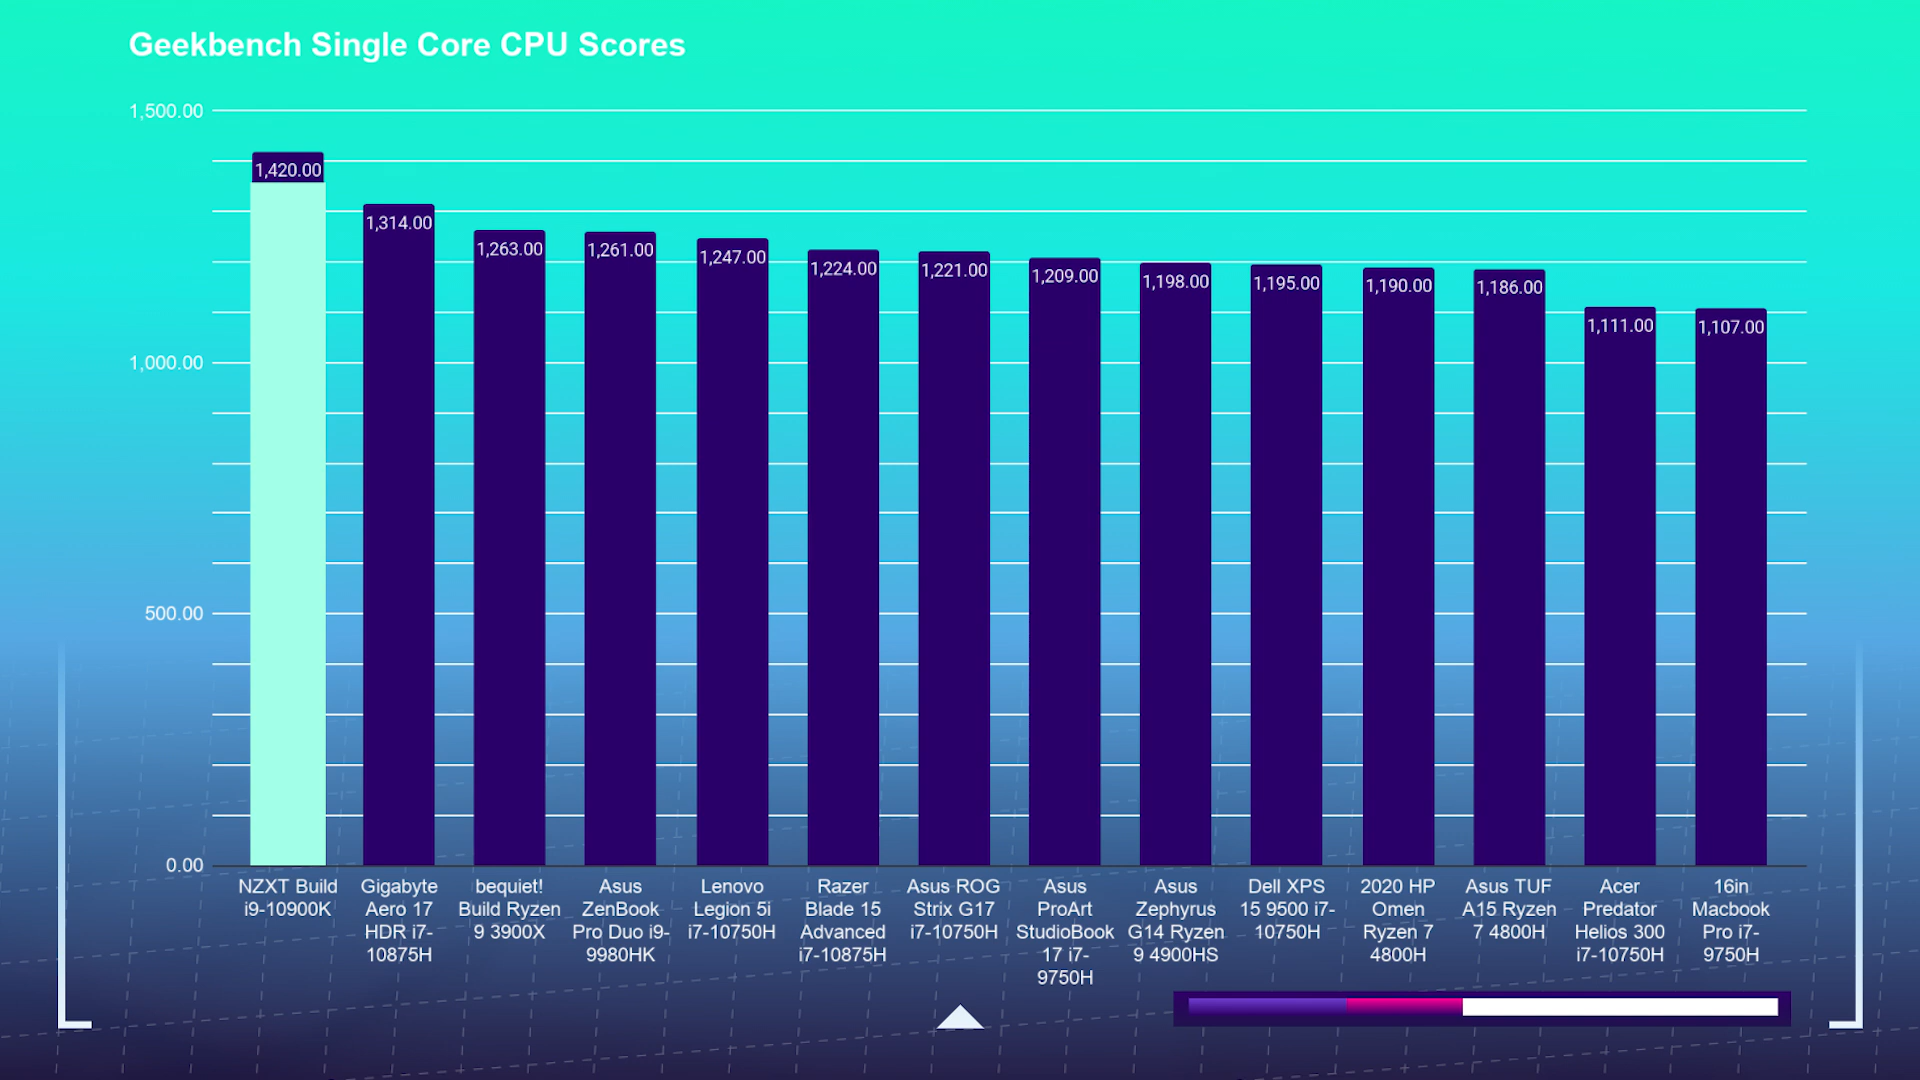 Geekbench Single Core CPU Scores
1,500.00
1,000.00
500.00
0.00
1,420.00
1,314.00
1,263.00
1,261.00
1,247.00
1,224.00
1,221.00
1,209.00
1,198.00
1,195.00
1,190.00
1,186.00
1,111.00
1,107.00
NZXT Build
i9-10900K
Gigabyte
Aero 17
HDR i7-
10875H
bequiet!
Build Ryzen
9 3900X
Asus
ZenBook
Pro Duo i9-
9980HK
Lenovo
Legion 5i
i7-10750H
Razer
Blade 15
Advanced
i7-10875H
Asus ROG
Strix G17
i7-10750H
Asus
ProArt
StudioBook
17 i7-
9750H
Asus
Zephyrus
G14 Ryzen
9 4900HS
Dell XPS
15 9500 i7-
10750H
2020 HP
Omen
Ryzen 7
4800H
Asus TUF
A15 Ryzen
7 4800H
Acer
Predator
Helios 300
i7-10750H
16in
Macbook
Pro i7-
9750H